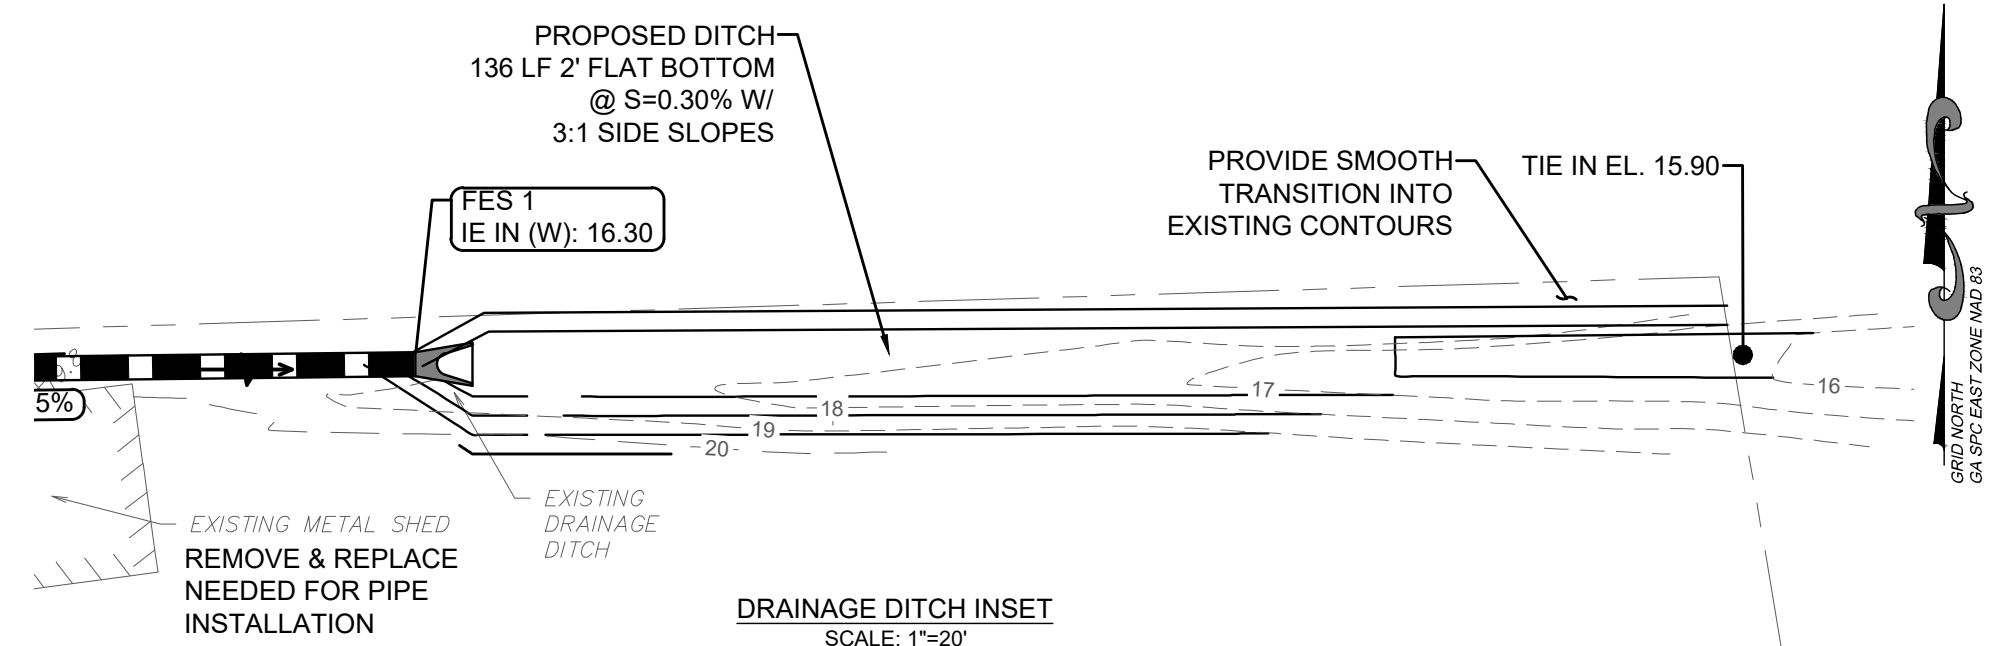 PROPOSED DITCH
136 LF 2' FLAT BOTTOM
@ S=0.30% W/
3:1 SIDE SLOPES
PROVIDE SMOOTH
TRANSITION INTO
EXISTING CONTOURS
TIE IN EL. 15.90
FES 1
IE IN (W): 16.30
5%
17
16
18
19
20
EXISTING
DRAINAGE
DITCH
EXISTING METAL SHED
REMOVE & REPLACE
NEEDED FOR PIPE
INSTALLATION
DRAINAGE DITCH INSET
SCALE: 1"=20'
GRID NORTH
GA SPC EAST ZONE NAD 83